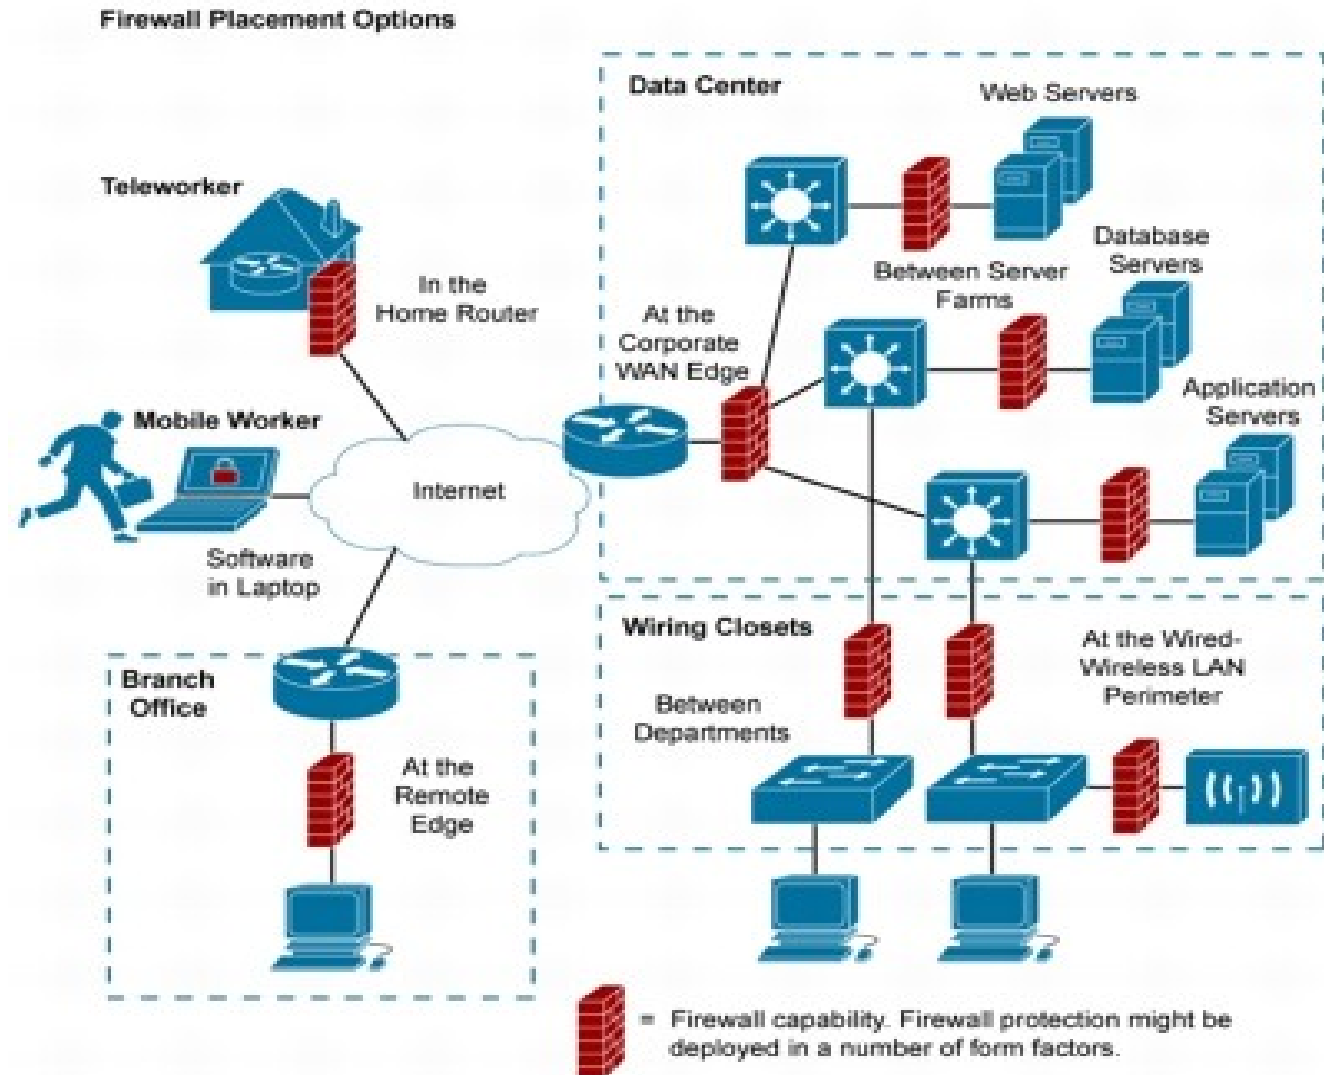 Firewall Placement Options
Data Center
Web Servers
Teleworker
Database
Servers
In the
Home Router
Between Server
Farms
At the
Corporate
WAN Edge
Application
Servers
Mobile Worker
Internet
Software
in Laptop
Wiring Closets
At the Wired-
Wireless LAN
Perimeter
Branch
Office
Between
Departments
At the
Remote
Edge
= Firewall capability. Firewall protection might be
deployed in a number of form factors.